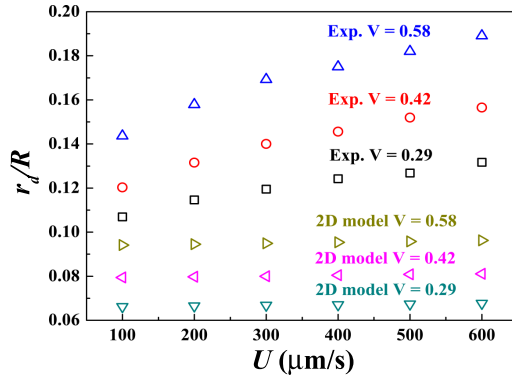 0.20
0.18
0.16
0.14
0.12
0.10
0.08
0.06
r_d/R
Exp. V = 0.58
Exp. V = 0.42
Exp. V = 0.29
2D model V = 0.58
2D model V = 0.42
2D model V = 0.29
100 200 300 400 500 600
U (μm/s)